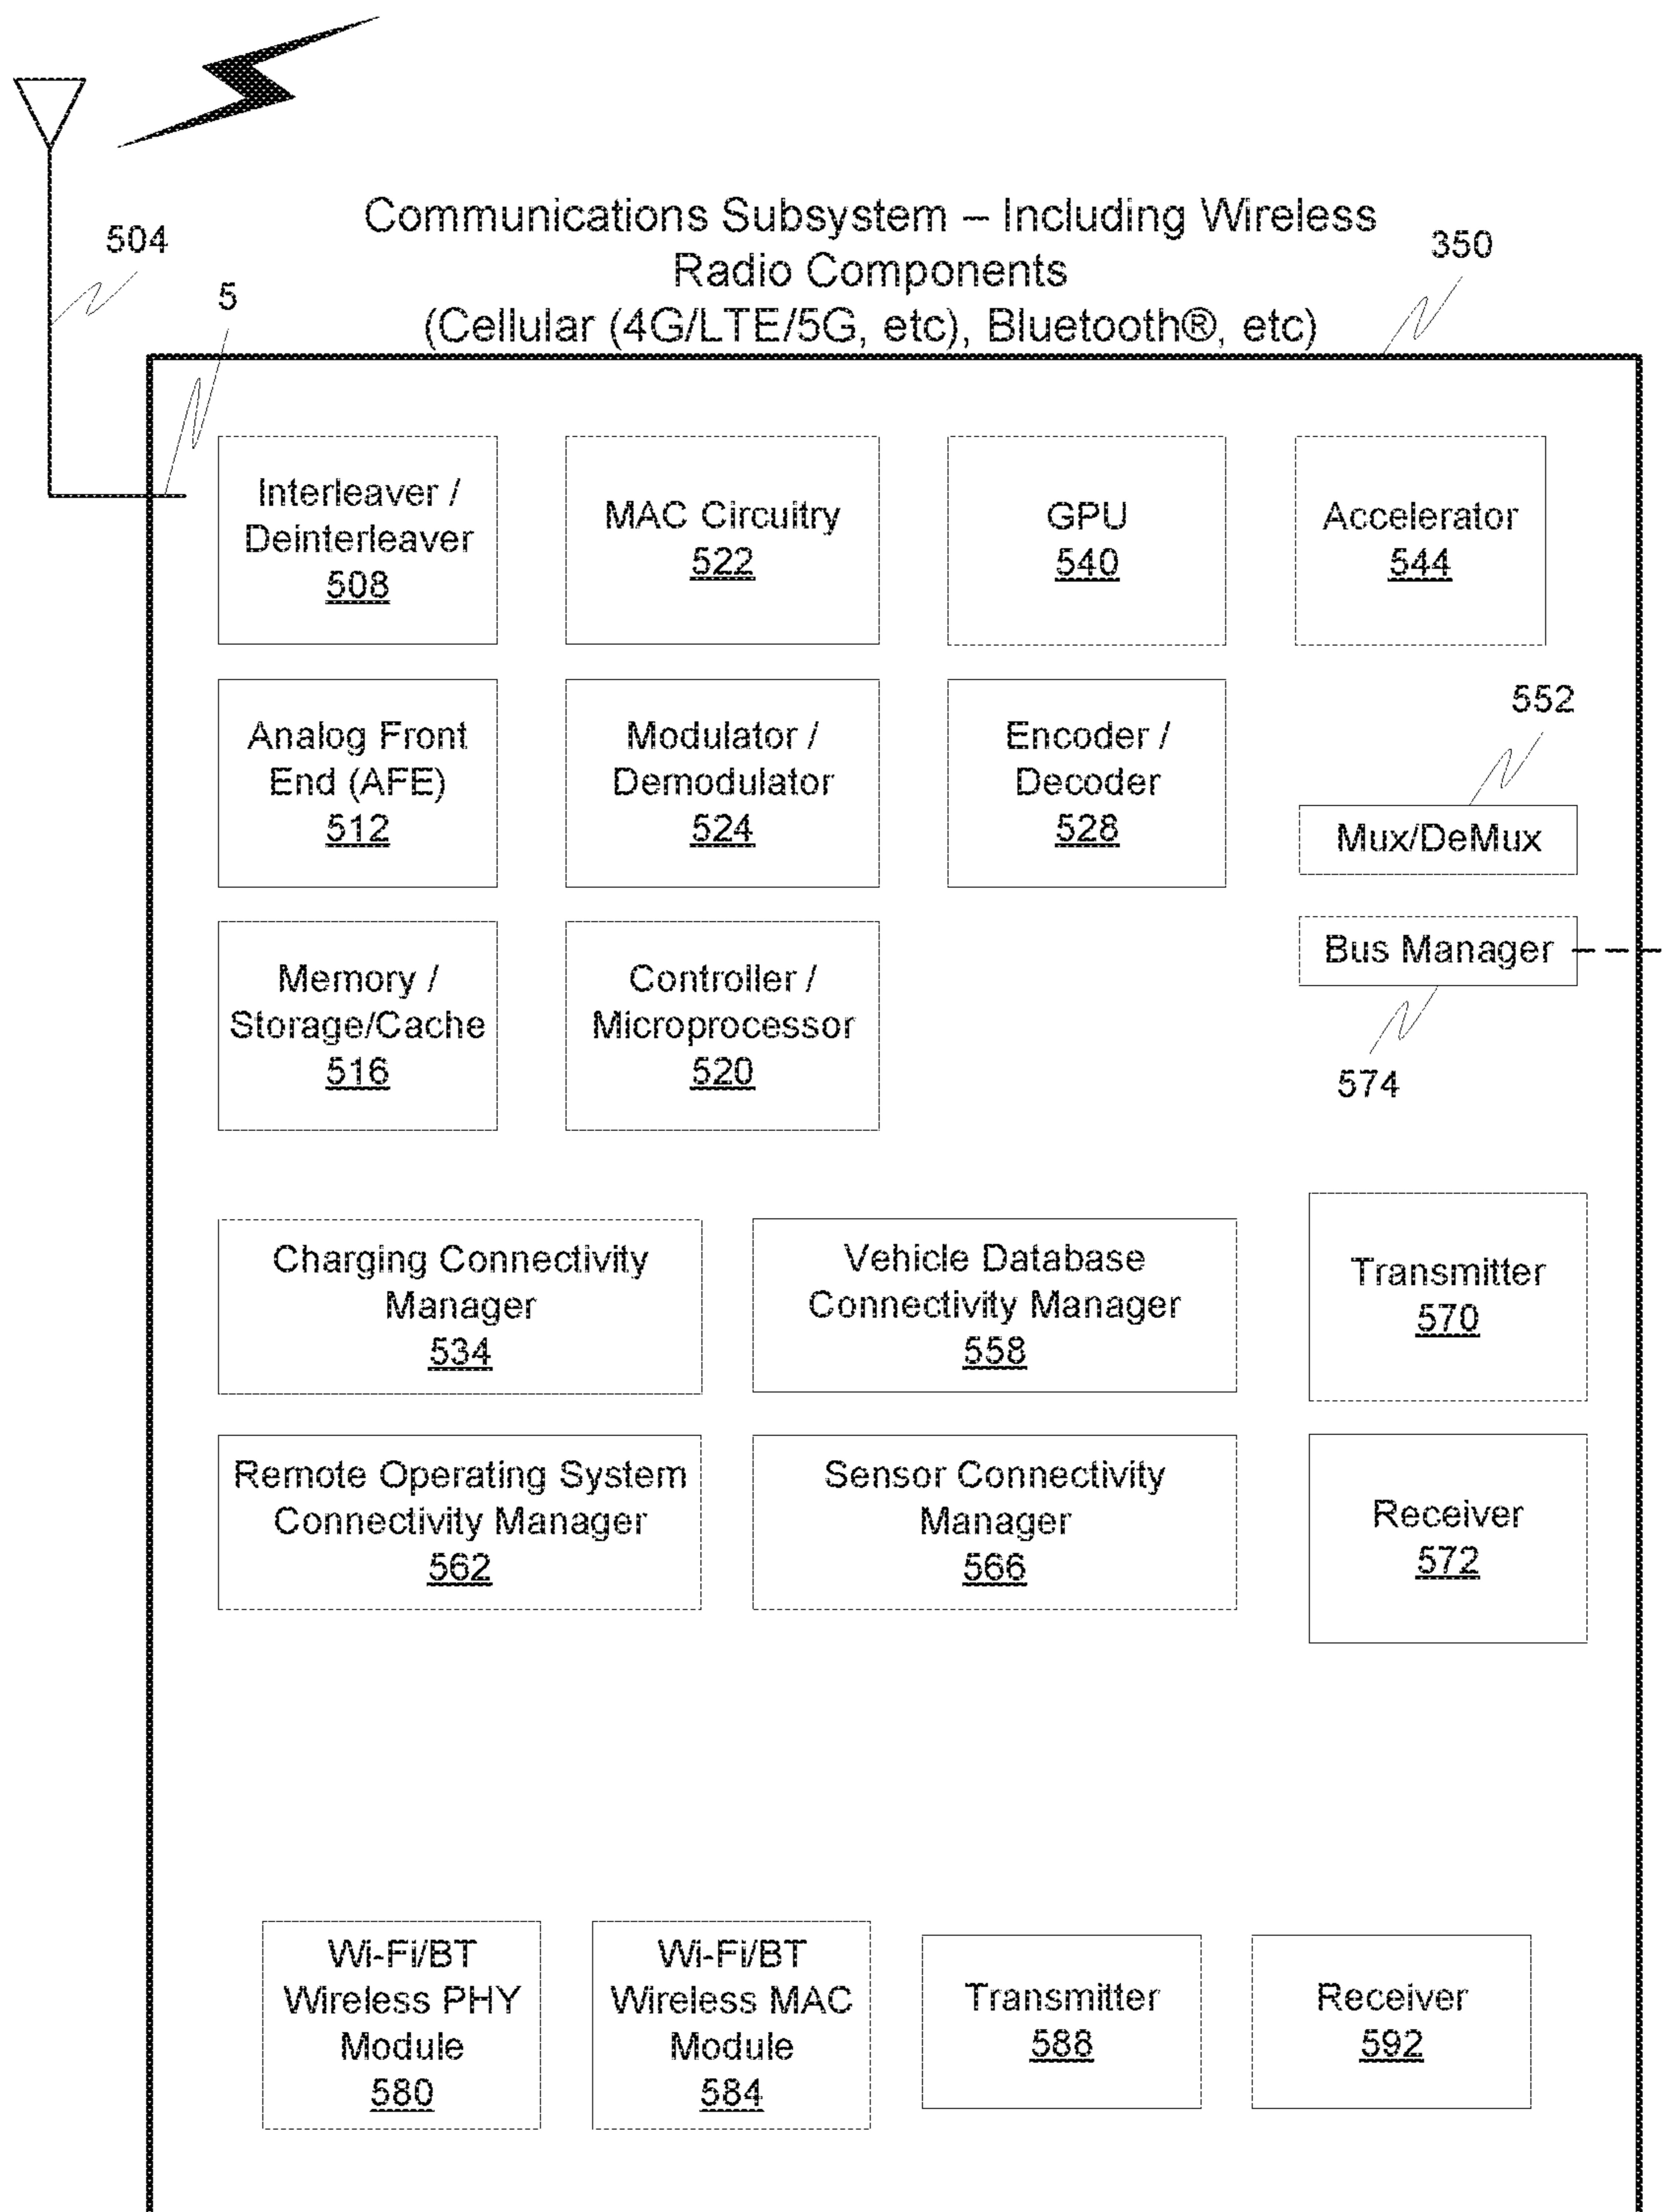 Communications Subsystem – Including Wireless
Radio Components
(Cellular (4G/LTE/5G, etc), Bluetooth®, etc)
504
5
350
Interleaver /
Deinterleaver
508
MAC Circuitry
522
GPU
540
Accelerator
544
Analog Front
End (AFE)
512
Modulator /
Demodulator
524
Encoder /
Decoder
528
552
Mux/DeMux
Memory /
Storage/Cache
516
Controller /
Microprocessor
520
Bus Manager
574
Charging Connectivity
Manager
534
Vehicle Database
Connectivity Manager
558
Transmitter
570
Remote Operating System
Connectivity Manager
562
Sensor Connectivity
Manager
566
Receiver
572
Wi-Fi/BT
Wireless PHY
Module
580
Wi-Fi/BT
Wireless MAC
Module
584
Transmitter
588
Receiver
592